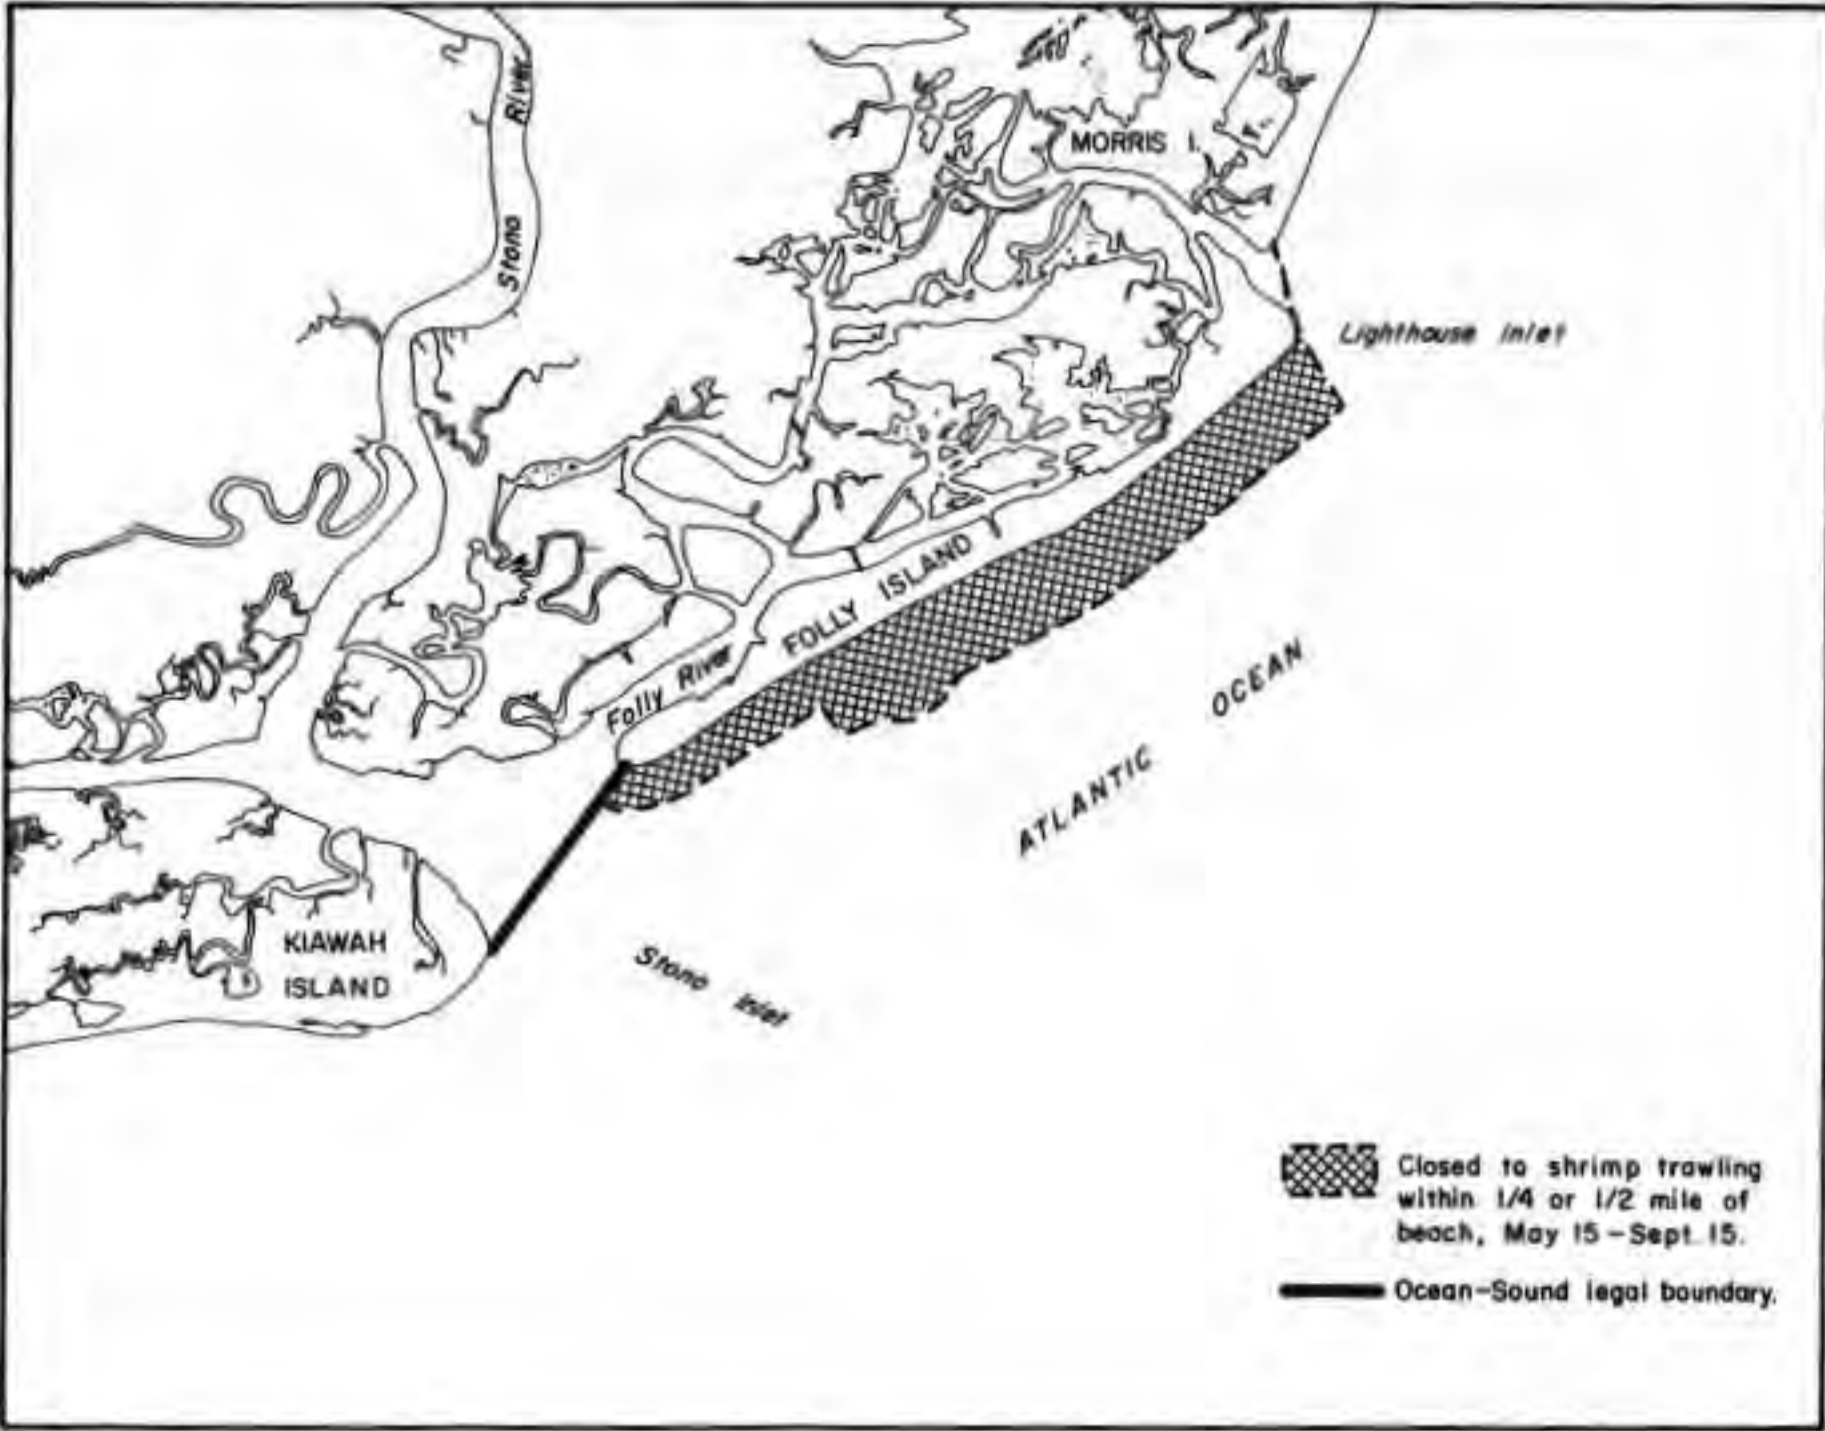 Stono River
MORRIS I.
Lighthouse Inlet
FOLLY ISLAND
Folly River
ATLANTIC OCEAN
KIAWAH
ISLAND
Stono Inlet
Closed to shrimp trawling
within 1/4 or 1/2 mile of
beach, May 15-Sept. 15.
Ocean-Sound legal boundary.